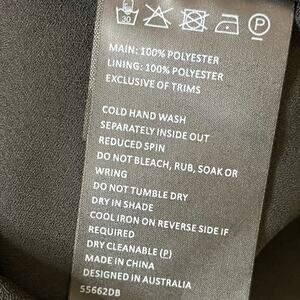 30 P
MAIN: 100% POLYESTER
LINING: 100% POLYESTER
EXCLUSIVE OF TRIMS
COLD HAND WASH
SEPARATELY INSIDE OUT
REDUCED SPIN
DO NOT BLEACH, RUB, SOAK OR
WRING
DO NOT TUMBLE DRY
DRY IN SHADE
COOL IRON ON REVERSE SIDE IF
REQUIRED
DRY CLEANABLE (P)
MADE IN CHINA
DESIGNED IN AUSTRALIA
55662DB